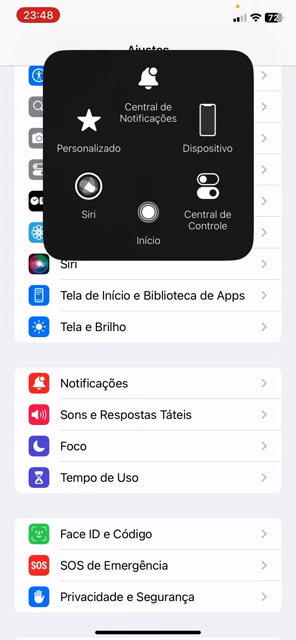 23:48
72
Ajustes
Central de
Notificações
Personalizado
Dispositivo
Siri
Central de
Controle
Início
Siri
Tela de Início e Biblioteca de Apps
Tela e Brilho
Notificações
Sons e Respostas Táteis
Foco
Tempo de Uso
Face ID e Código
SOS
SOS de Emergência
Privacidade e Segurança